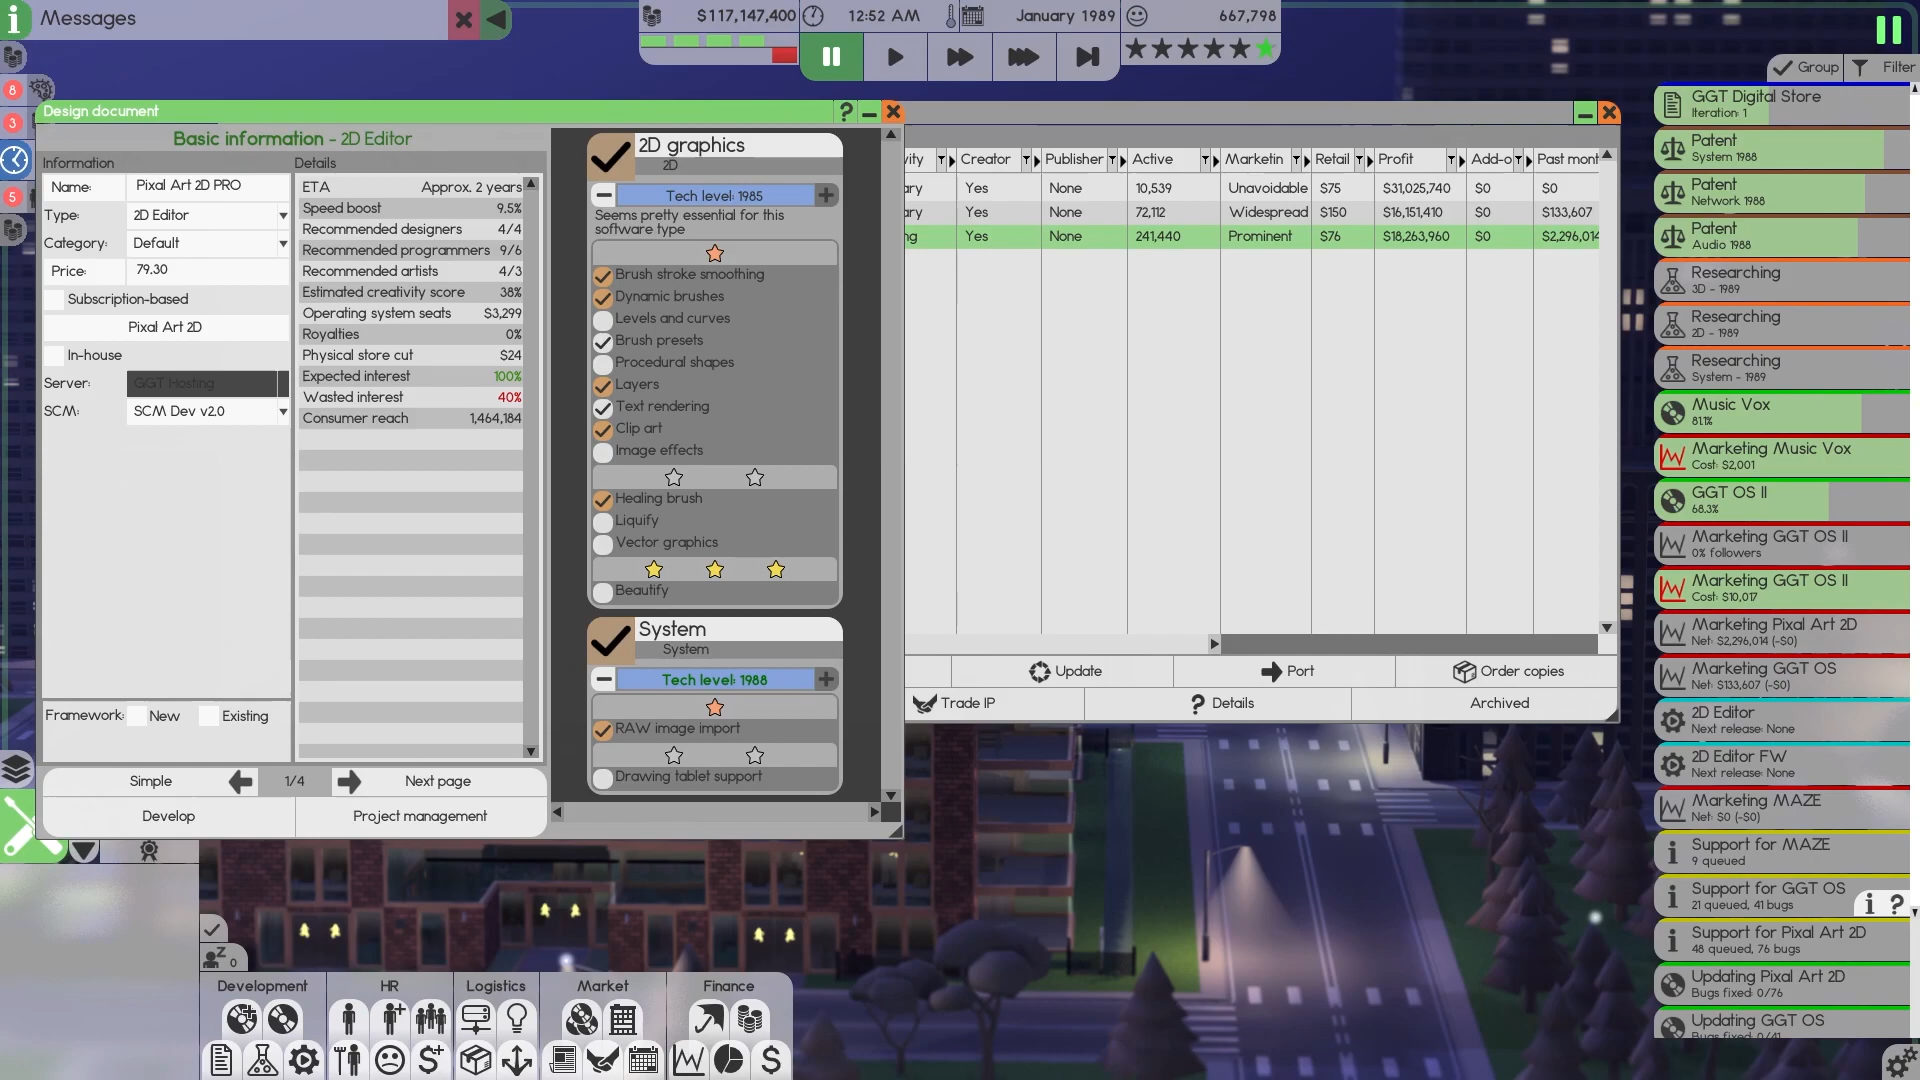 Messages
$117,147,400
12:52 AM
January 1989
667,798
Group
Filter
8
3
5
Design document
?
Basic information - 2D Editor
Information
Name:
Pixal Art 2D PRO
Type:
2D Editor
Category:
Default
Price:
79.30
Subscription-based
Pixal Art 2D
In-house
Server:
GGT Hosting
SCM:
SCM Dev v2.0
Framework:
New
Existing
Details
ETA
Approx. 2 years
Speed boost
9.5%
Recommended designers
4/4
Recommended programmers
9/6
Recommended artists
4/3
Estimated creativity score
38%
Operating system seats
$3,299
Royalties
0%
Physical store cut
$24
Expected interest
100%
Wasted interest
40%
Consumer reach
1,464,184
Simple
1/4
Next page
Develop
Project management
2D graphics
2D
Tech level: 1985
Seems pretty essential for this
software type
Brush stroke smoothing
Dynamic brushes
Levels and curves
Brush presets
Procedural shapes
Layers
Text rendering
Clip art
Image effects
Healing brush
Liquify
Vector graphics
Beautify
System
System
Tech level: 1988
RAW image import
Drawing tablet support
vity
Creator
Publisher
Active
Marketin
Retail
Profit
Add-o
Past mont
ary
Yes
None
10,539
Unavoidable
$75
$31,025,740
$0
$0
ary
Yes
None
72,112
Widespread
$150
$16,151,410
$0
$133,607
ng
Yes
None
241,440
Prominent
$76
$18,263,960
$0
$2,296,014
Update
Port
Order copies
Trade IP
? Details
Archived
GGT Digital Store
Iteration: 1
Patent
System 1988
Patent
Network 1988
Patent
Audio 1988
Researching
3D - 1989
Researching
2D - 1989
Researching
System - 1989
Music Vox
81.1%
Marketing Music Vox
Cost: $2,001
GGT OS II
68.3%
Marketing GGT OS II
0% followers
Marketing GGT OS II
Cost: $10,017
Marketing Pixal Art 2D
Net: $2,296,014 (-$0)
Marketing GGT OS
Net: $133,607 (-$0)
2D Editor
Next release: None
2D Editor FW
Next release: None
Marketing MAZE
Net: $0 (-$0)
Support for MAZE
9 queued
Support for GGT OS
21 queued, 41 bugs
i ?
Support for Pixal Art 2D
48 queued, 76 bugs
Updating Pixal Art 2D
Bugs fixed: 0/76
Updating GGT OS
Bugs fixed: 0/41
Z
0
Development
HR
Logistics
Market
Finance